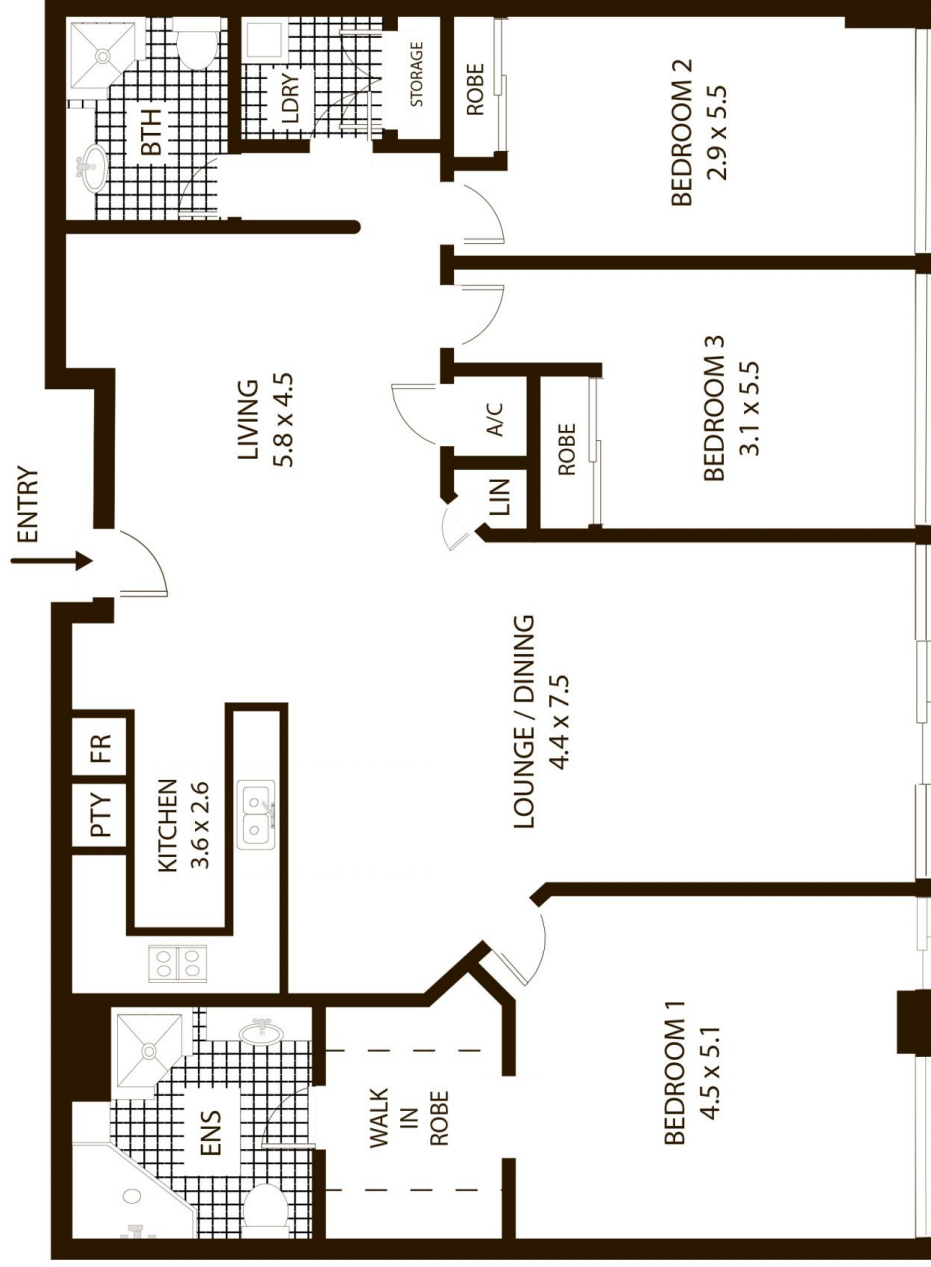 ENTRY
BTH
LDRY
STORAGE
ROBE
BEDROOM 2
2.9 x 5.5
LIVING
5.8 x 4.5
A/C
LIN
ROBE
BEDROOM 3
3.1 x 5.5
FR
PTY
KITCHEN
3.6 x 2.6
LOUNGE / DINING
4.4 x 7.5
ENS
WALK
IN
ROBE
BEDROOM 1
4.5 x 5.1